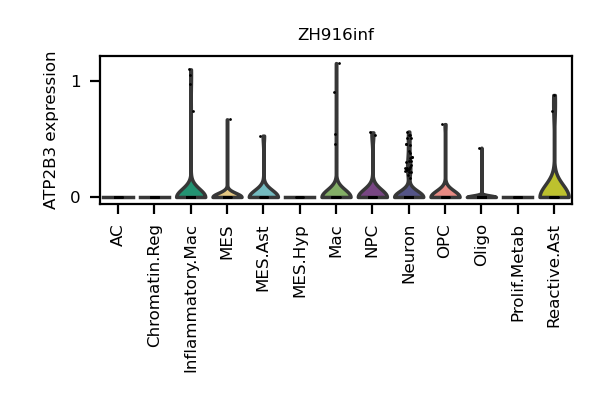 ZH916inf
ATP2B3 expression
1
0
AC
Chromatin.Reg
Inflammatory.Mac
MES
MES.Ast
MES.Hyp
Mac
NPC
Neuron
OPC
Oligo
Prolif.Metab
Reactive.Ast